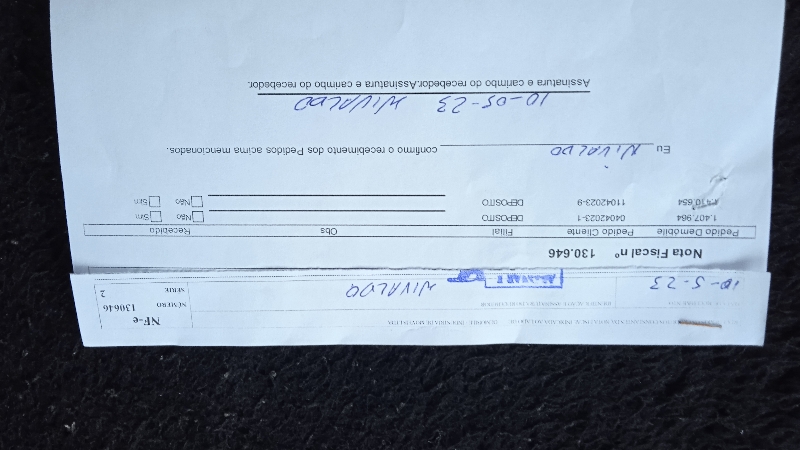 NF-e
NÚMERO
130646
SÉRIE
2
10-5-23
NIVALDO
Nota Fiscal nº 130.646
Pedido Demóbile Pedido Cliente Filial Obs Recebida
1.407.964 04042023-1 DEPOSITO Não Sim
1.410.654 11042023-9 DEPOSITO Não Sim
Eu NIVALDO confirmo o recebimento dos Pedidos acima mencionados.
10-05-23 NIVALDO
Assinatura e carimbo do recebedor.Assinatura e carimbo do recebedor.